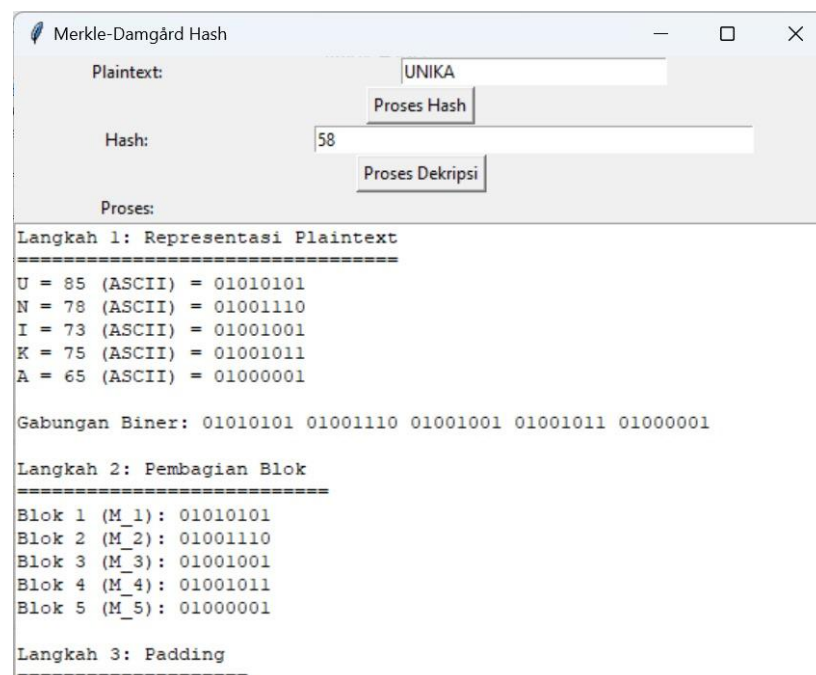 Merkle-Damgård Hash
Plaintext: UNIKA
Proses Hash
Hash: 58
Proses Dekripsi
Proses:
Langkah 1: Representasi Plaintext
=================================
U = 85 (ASCII) = 01010101
N = 78 (ASCII) = 01001110
I = 73 (ASCII) = 01001001
K = 75 (ASCII) = 01001011
A = 65 (ASCII) = 01000001
Gabungan Biner: 01010101 01001110 01001001 01001011 01000001
Langkah 2: Pembagian Blok
===========================
Blok 1 (M_1): 01010101
Blok 2 (M_2): 01001110
Blok 3 (M_3): 01001001
Blok 4 (M_4): 01001011
Blok 5 (M_5): 01000001
Langkah 3: Padding
====================